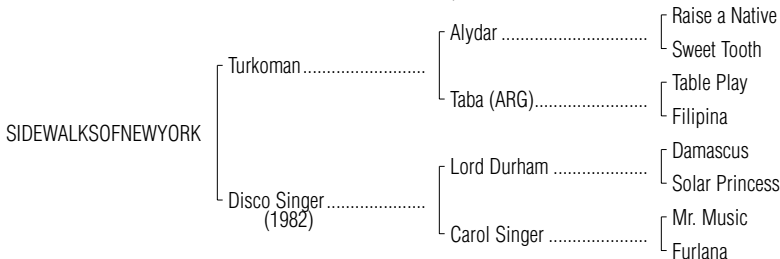 Raise a Native
Alydar ......................................
Sweet Tooth
Turkoman.........................
Table Play
Taba (ARG)................................
Filipina
SIDEWALKSOFNEWYORK
Damascus
Lord Durham .........................
Solar Princess
Disco Singer ....................
(1982)
Mr. Music
Carol Singer ..........................
Furlana